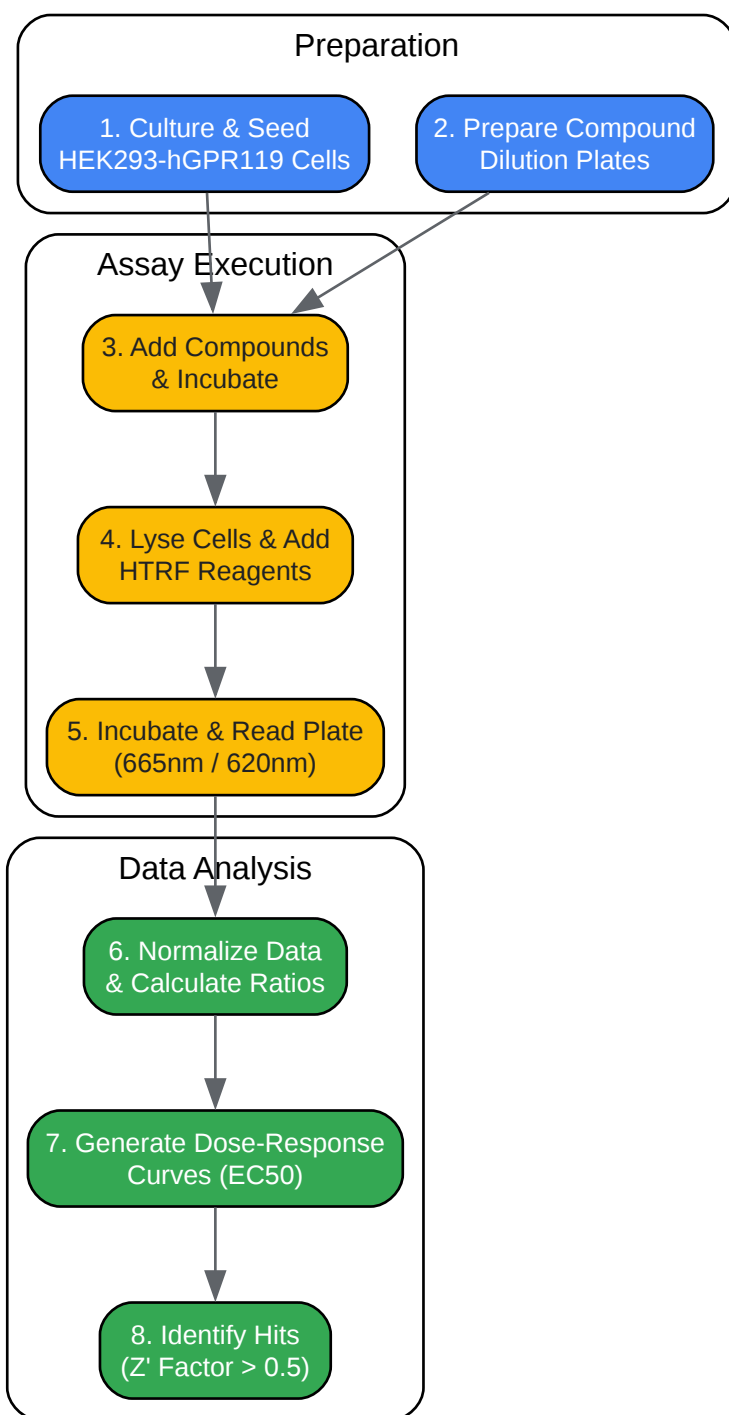 Preparation
1. Culture & Seed
HEK293-hGPR119 Cells
2. Prepare Compound
Dilution Plates
Assay Execution
3. Add Compounds
& Incubate
4. Lyse Cells & Add
HTRF Reagents
5. Incubate & Read Plate
(665nm / 620nm)
Data Analysis
6. Normalize Data
& Calculate Ratios
7. Generate Dose-Response
Curves (EC50)
8. Identify Hits
(Z' Factor > 0.5)